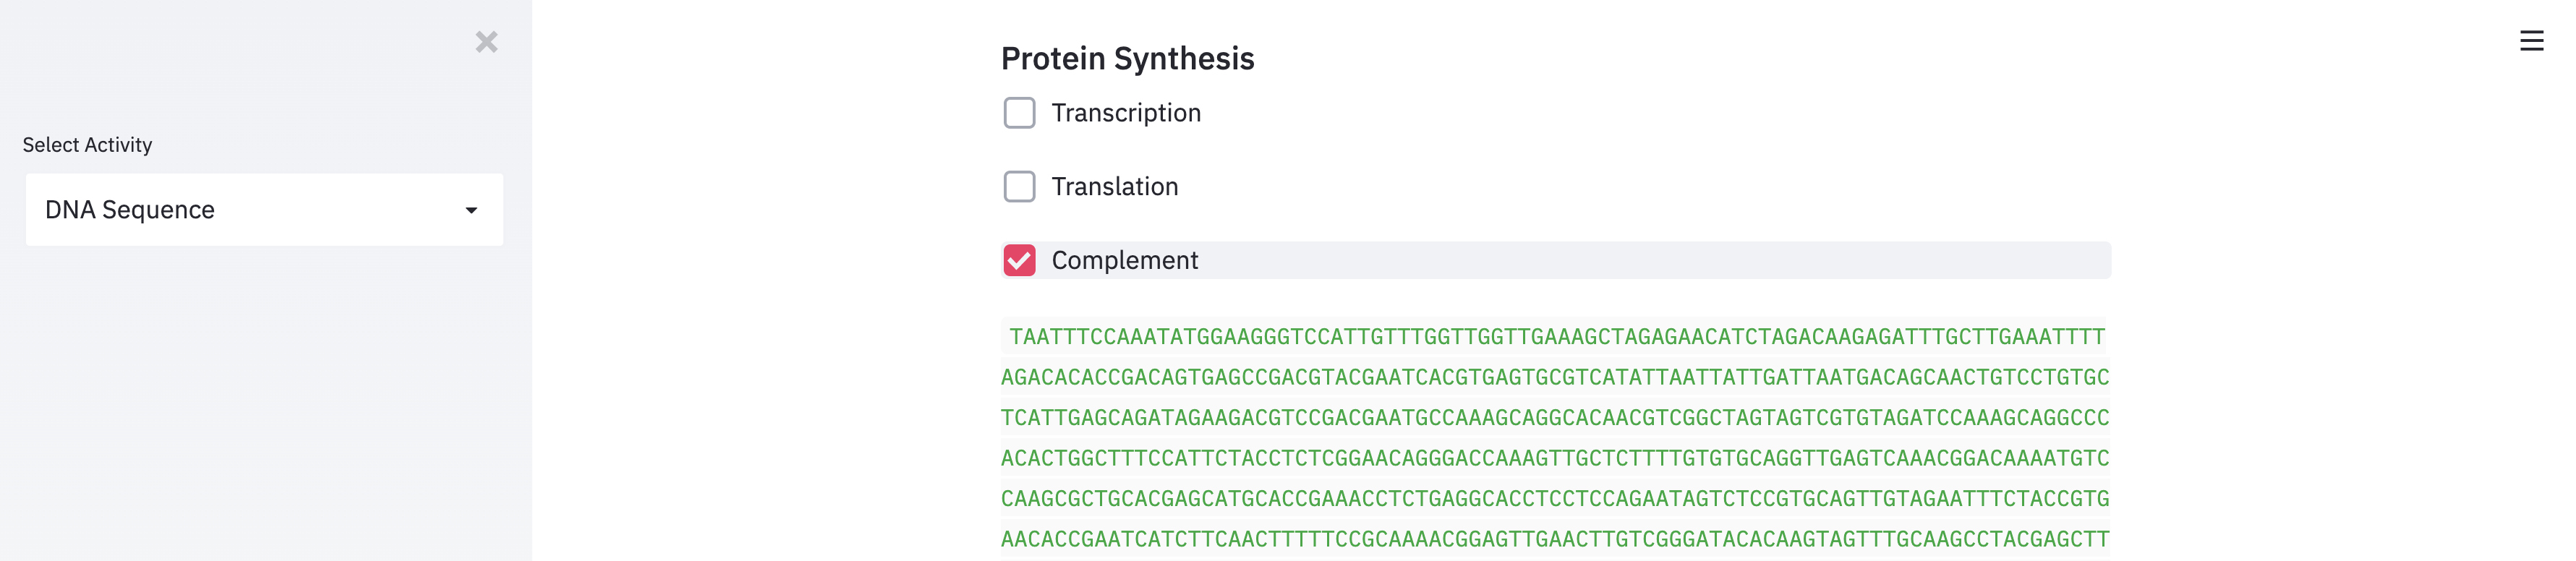 Select Activity
DNA Sequence
Protein Synthesis
Transcription
Translation
Complement
TAATTTCCAAATATGGAAGGGTCCATTGTTTGGTTGGTTGAAAGCTAGAGAACATCTAGACAAGAGATTTGCTTGAAATTTT
AGACACACCGACAGTGAGCCGACGTACGAATCACGTGAGTGCGTCATATTAATTATTGATTAATGACAGCAACTGTCCTGTGC
TCATTGAGCAGATAGAAGACGTCCGACGAATGCCAAAGCAGGCACAACGTCGGCTAGTAGTCGTGTAGATCCAAAGCAGGCCC
ACACTGGCTTTCCATTCTACCTCTCGGAACAGGGACCAAAGTTGCTCTTTTGTGTGCAGGTTGAGTCAAACGGACAAAATGTC
CAAGCGCTGCACGAGCATGCACCGAAACCTCTGAGGCACCTCCTCCAGAATAGTCTCCGTGCAGTTGTAGAATTTCTACCGTG
AACACCGAATCATCTTCAACTTTTTCCGCAAAACGGAGTTGAACTTGTCGGGATACACAAGTAGTTTGCAAGCCTACGAGCTT